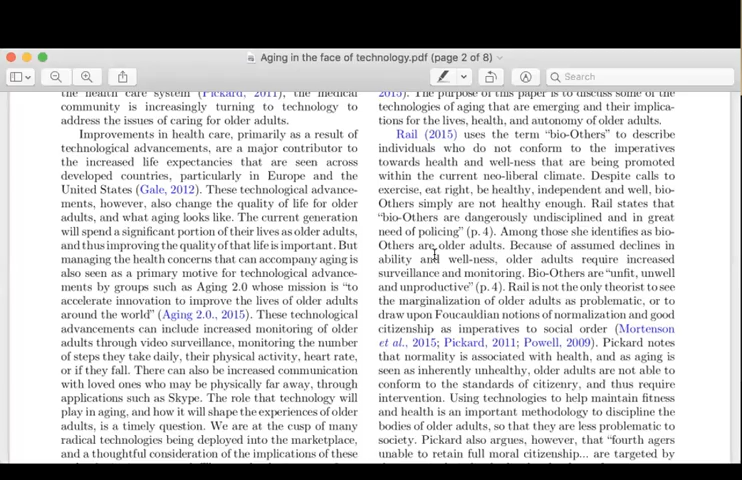 Aging in the face of technology.pdf (page 2 of 8)
Search
the health care system (Pickard, 2011), the medical
community is increasingly turning to technology to
address the issues of caring for older adults.
Improvements in health care, primarily as a result of
technological advancements, are a major contributor to
the increased life expectancies that are seen across
developed countries, particularly in Europe and the
United States (Gale, 2012). These technological advance-
ments, however, also change the quality of life for older
adults, and what aging looks like. The current generation
will spend a significant portion of their lives as older adults,
and thus improving the quality of that life is important. But
managing the health concerns that can accompany aging is
also seen as a primary motive for technological advance-
ments by groups such as Aging 2.0 whose mission is “to
accelerate innovation to improve the lives of older adults
around the world” (Aging 2.0., 2015). These technological
advancements can include increased monitoring of older
adults through video surveillance, monitoring the number
of steps they take daily, their physical activity, heart rate,
or if they fall. There can also be increased communication
with loved ones who may be physically far away, through
applications such as Skype. The role that technology will
play in aging, and how it will shape the experiences of older
adults, is a timely question. We are at the cusp of many
radical technologies being deployed into the marketplace,
and a thoughtful consideration of the implications of these
2015). The purpose of this paper is to discuss some of the
technologies of aging that are emerging and their implica-
tions for the lives, health, and autonomy of older adults.
Rail (2015) uses the term “bio-Others” to describe
individuals who do not conform to the imperatives
towards health and well-ness that are being promoted
within the current neo-liberal climate. Despite calls to
exercise, eat right, be healthy, independent and well, bio-
Others simply are not healthy enough. Rail states that
“bio-Others are dangerously undisciplined and in great
need of policing” (p. 4). Among those she identifies as bio-
Others are older adults. Because of assumed declines in
ability and well-ness, older adults require increased
surveillance and monitoring. Bio-Others are “unfit, unwell
and unproductive” (p. 4). Rail is not the only theorist to see
the marginalization of older adults as problematic, or to
draw upon Foucauldian notions of normalization and good
citizenship as imperatives to social order (Mortenson
et al., 2015; Pickard, 2011; Powell, 2009). Pickard notes
that normality is associated with health, and as aging is
seen as inherently unhealthy, older adults are not able to
conform to the standards of citizenry, and thus require
intervention. Using technologies to help maintain fitness
and health is an important methodology to discipline the
bodies of older adults, so that they are less problematic to
society. Pickard also argues, however, that “fourth agers
unable to retain full moral citizenship... are targeted by